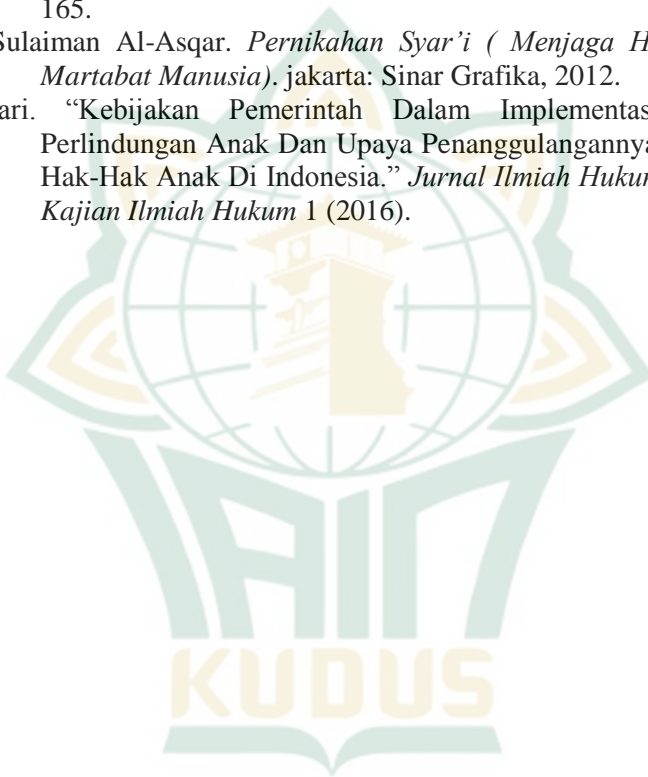 165.
Sulaiman Al-Asqar. Pernikahan Syar’i ( Menjaga H
Martabat Manusia). jakarta: Sinar Grafika, 2012.
ari. “Kebijakan Pemerintah Dalam Implementas
Perlindungan Anak Dan Upaya Penanggulangannya
Hak-Hak Anak Di Indonesia.” Jurnal Ilmiah Hukum
Kajian Ilmiah Hukum 1 (2016).
IAIN
KUDUS